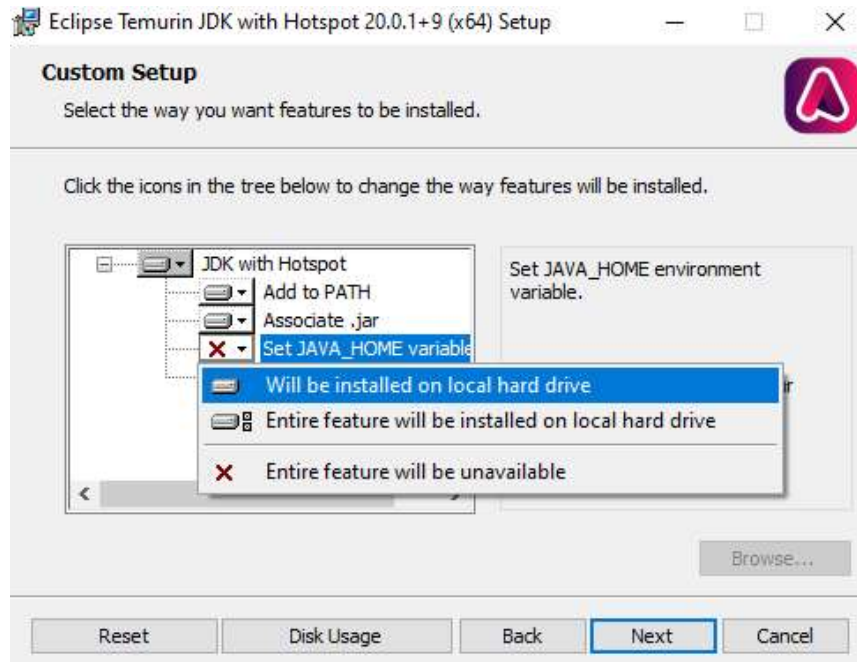 Eclipse Temurin JDK with Hotspot 20.0.1+9 (x64) Setup
Custom Setup
Select the way you want features to be installed.
Click the icons in the tree below to change the way features will be installed.
JDK with Hotspot
Add to PATH
Associate .jar
Set JAVA_HOME variable
Set JAVA_HOME environment
variable.
Will be installed on local hard drive
Entire feature will be installed on local hard drive
Entire feature will be unavailable
Browse...
Reset
Disk Usage
Back
Next
Cancel